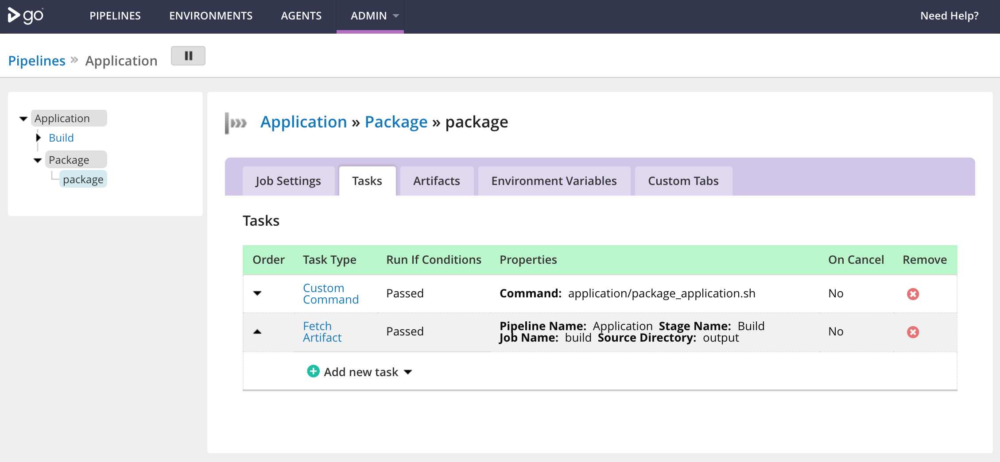 go PIPELINES ENVIRONMENTS AGENTS ADMIN Need Help?
Pipelines » Application
Application
Build
Package
package
Application » Package » package
Job Settings Tasks Artifacts Environment Variables Custom Tabs
Tasks
Order Task Type Run If Conditions Properties On Cancel Remove
Custom Command Passed Command: application/package_application.sh No
Fetch Artifact Passed Pipeline Name: Application Stage Name: Build
Job Name: build Source Directory: output No
Add new task